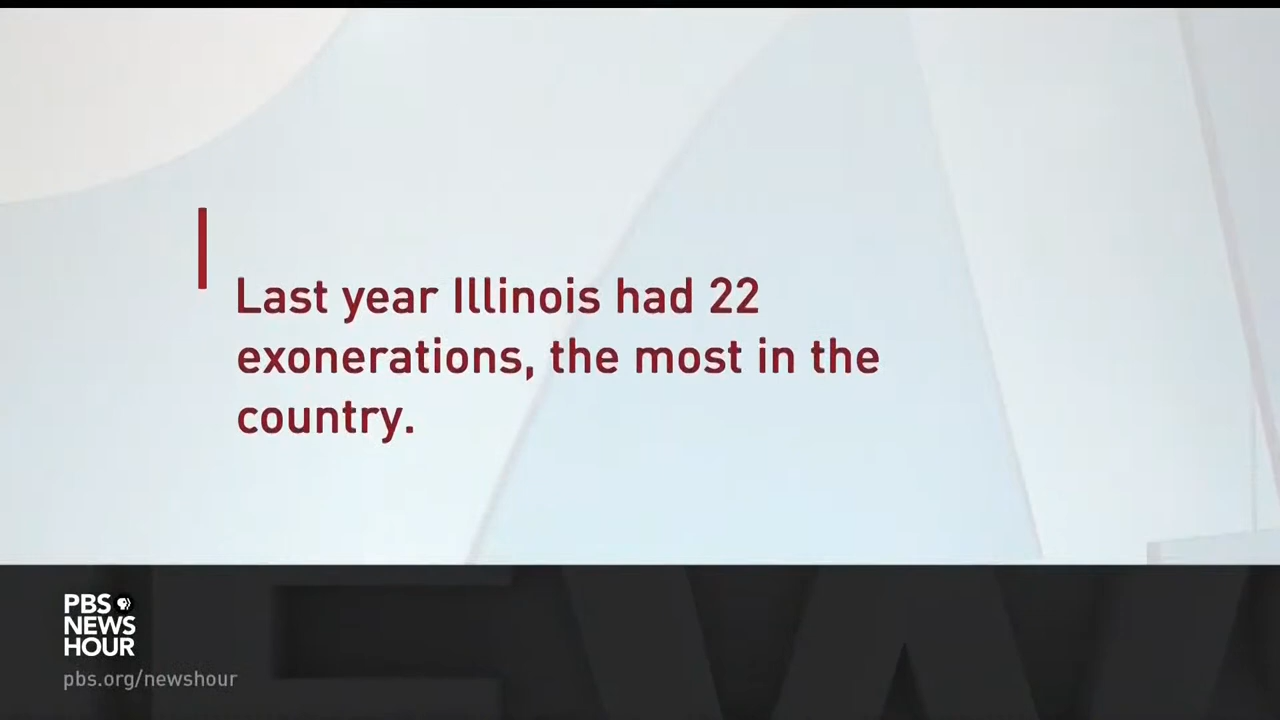 Last year Illinois had 22
exonerations, the most in the
country.
PBS
NEWS
HOUR
pbs.org/newshour